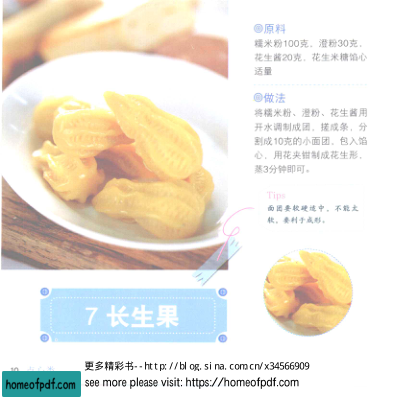 原料
糯米粉100克，澄粉30克，
花生酱20克，花生米糖馅心
适量
做法
将糯米粉、澄粉、花生酱用
开水调制成团，搓成条，分
割成10克的小面团，包入馅
心，用花夹钳制成花生形，
蒸3分钟即可。
Tips
面团要软硬适中，不能太
软，要利于成形。
7 长生果
10
更多精彩书--http://blog.sina.com.cn/x34566909
see more please visit: https://homeofpdf.com
homeofpdf.com